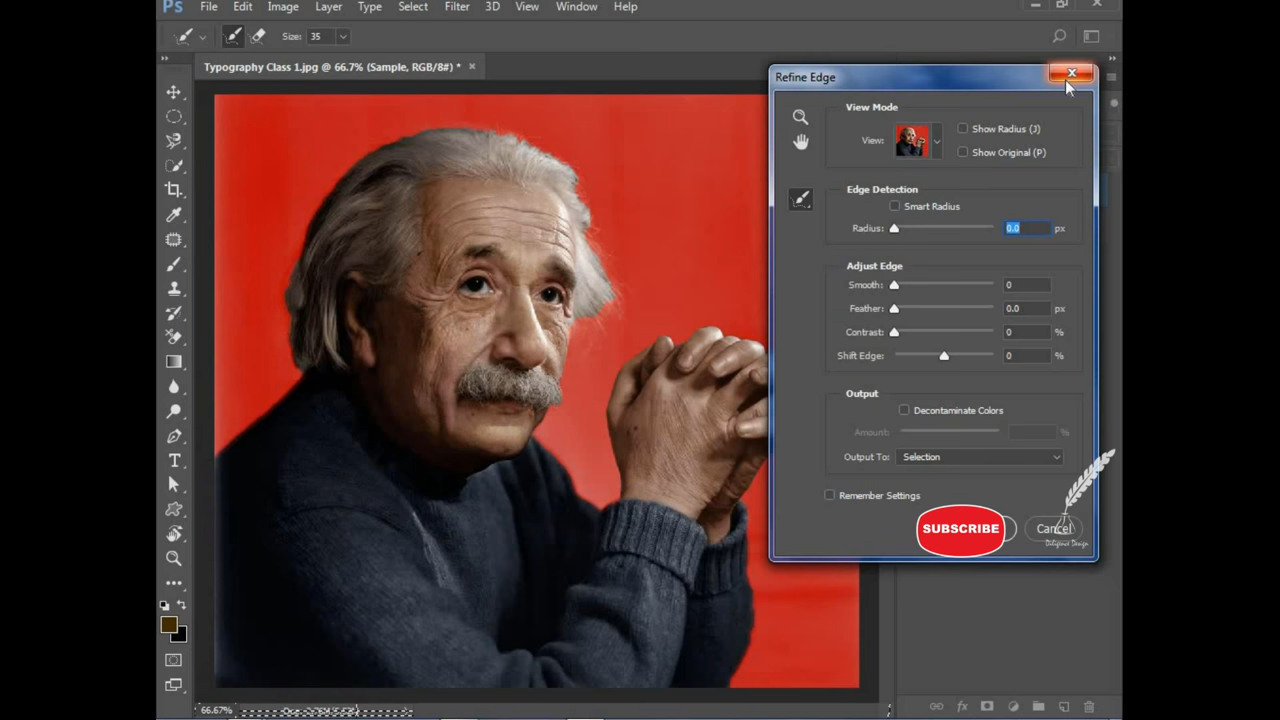 Ps File Edit Image Layer Type Select Filter 3D View Window Help
Size: 35
Typography Class 1.jpg @ 66.7% (Sample, RGB/8#) * ×
Refine Edge
View Mode
View:
Show Radius (J)
Show Original (P)
Edge Detection
Smart Radius
Radius: 0.0 px
Adjust Edge
Smooth: 0
Feather: 0.0 px
Contrast: 0 %
Shift Edge: 0 %
Output
Decontaminate Colors
Amount: %
Output To: Selection
Remember Settings
SUBSCRIBE
Cancel
Diligence Design
66.67%